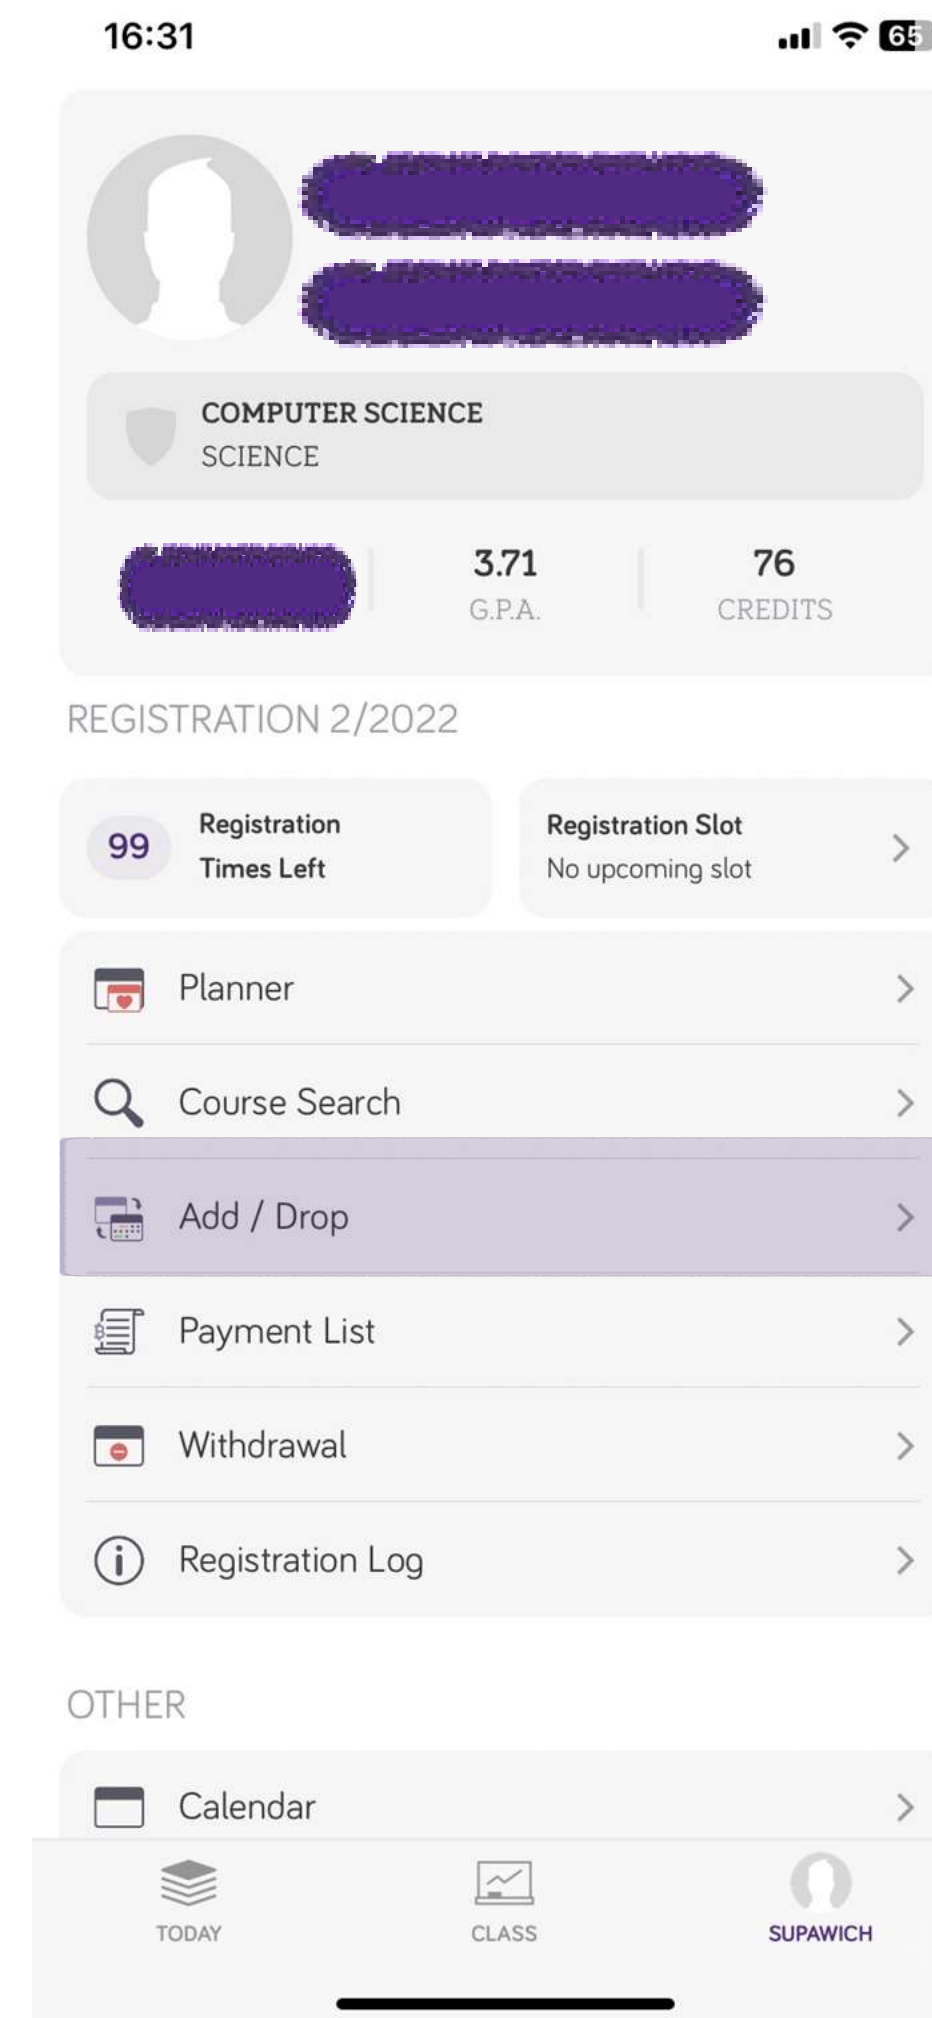 16:31
65
COMPUTER SCIENCE
SCIENCE
3.71
G.P.A.
76
CREDITS
REGISTRATION 2/2022
99
Registration
Times Left
Registration Slot
No upcoming slot
Planner
Course Search
Add / Drop
Payment List
Withdrawal
Registration Log
OTHER
Calendar
TODAY
CLASS
SUPAWICH